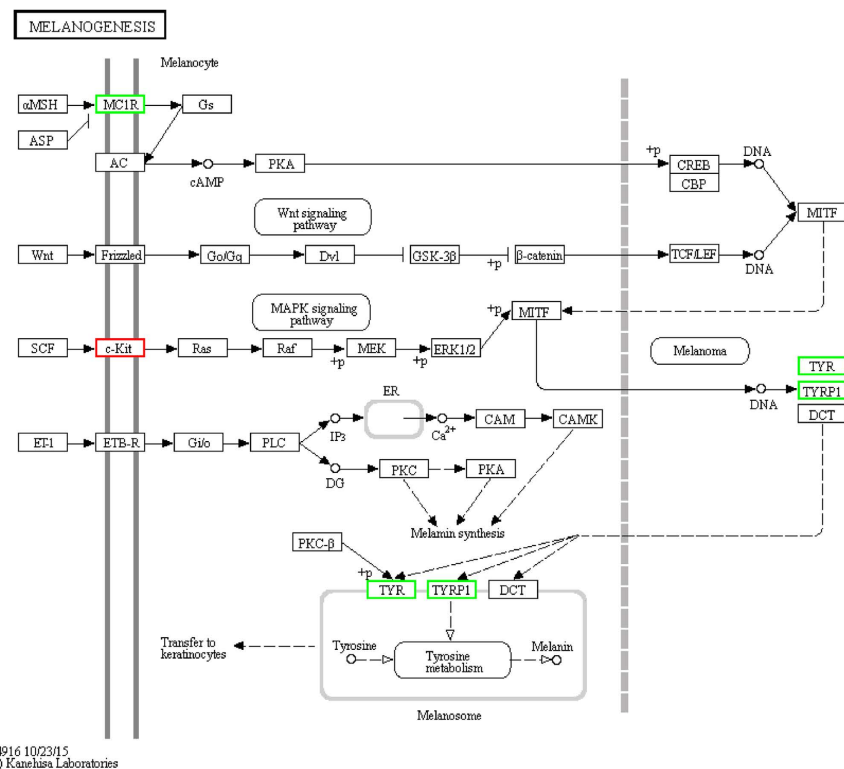 MELANOGENESIS
Melanocyte
αMSH
MC1R
Gs
ASP
AC
cAMP
PKA
+p
CREB
CBP
DNA
MITF
Wnt signaling
pathway
Wnt
Frizzled
Go/Gq
Dvl
GSK-3β
+p
β-catenin
TCF/LEF
DNA
MAPK signaling
pathway
+p
MITF
SCF
c-Kit
Ras
Raf
+p
MEK
+p
ERK1/2
Melanoma
TYR
TYRP1
DCT
DNA
ER
ET-1
ETB-R
Gi/o
PLC
IP3
Ca2+
CAM
CAMK
DG
PKC
PKA
Melamin synthesis
PKC-β
+p
TYR
TYRP1
DCT
Transfer to
keratinocytes
Tyrosine
Tyrosine
metabolism
Melanin
Melanosome
4916 10/23/15
) Kanehisa Laboratories